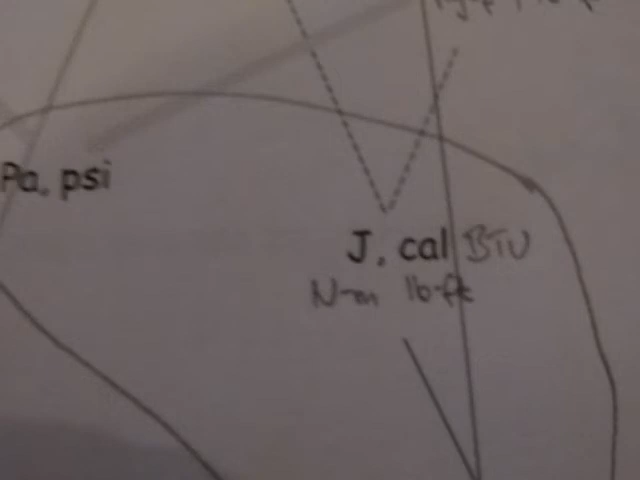 Pa, psi
J, cal BTU
N-m lb-ft